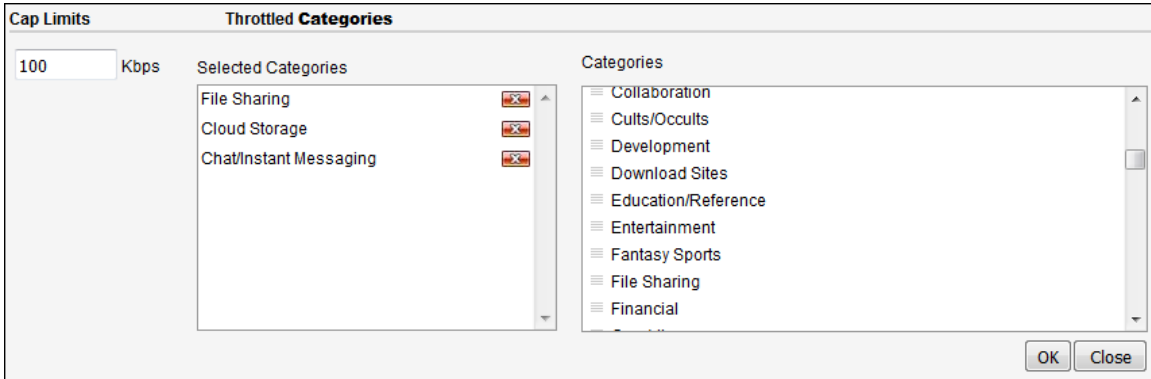 Cap Limits Throttled Categories
100 Kbps
Selected Categories
File Sharing
Cloud Storage
Chat/Instant Messaging
Categories
Collaboration
Cults/Occults
Development
Download Sites
Education/Reference
Entertainment
Fantasy Sports
File Sharing
Financial
OK Close